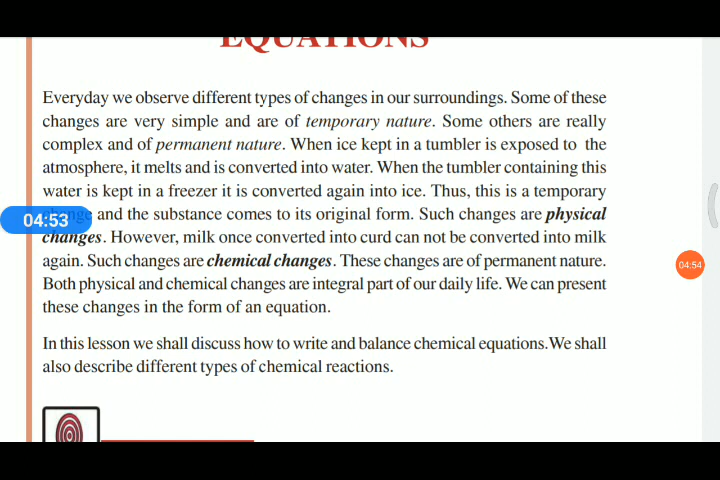 EQUATIONS
Everyday we observe different types of changes in our surroundings. Some of these
changes are very simple and are of temporary nature. Some others are really
complex and of permanent nature. When ice kept in a tumbler is exposed to the
atmosphere, it melts and is converted into water. When the tumbler containing this
water is kept in a freezer it is converted again into ice. Thus, this is a temporary
04:53
and the substance comes to its original form. Such changes are physical
changes. However, milk once converted into curd can not be converted into milk
again. Such changes are chemical changes. These changes are of permanent nature.
04:54
Both physical and chemical changes are integral part of our daily life. We can present
these changes in the form of an equation.
In this lesson we shall discuss how to write and balance chemical equations.We shall
also describe different types of chemical reactions.